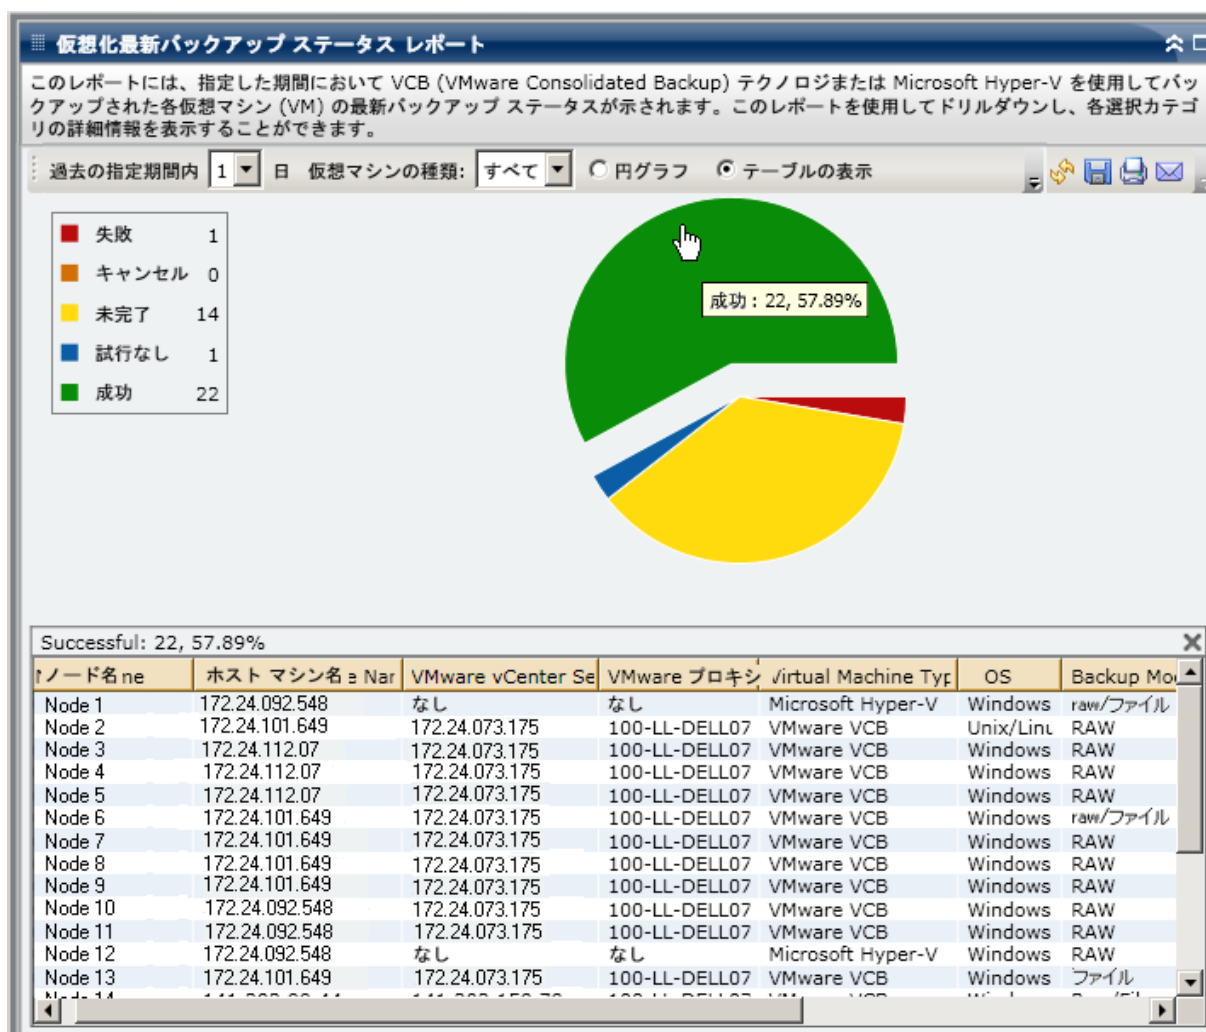 仮想化最新バックアップ ステータス レポート
このレポートには、指定した期間において VCB (VMware Consolidated Backup) テクノロジまたは Microsoft Hyper-V を使用してバッ
クアップされた各仮想マシン (VM) の最新バックアップ ステータスが示されます。このレポートを使用してドリルダウンし、各選択カテゴ
リの詳細情報を表示することができます。
過去の指定期間内 1 日 仮想マシンの種類: すべて 円グラフ テーブルの表示
失敗 1
キャンセル 0
未完了 14
試行なし 1
成功 22
成功 : 22, 57.89%
Successful: 22, 57.89%
ノード名 ne ホスト マシン名 e Nar VMware vCenter Se VMware プロキシ Virtual Machine Typ OS Backup Mo
Node 1 172.24.092.548 なし なし Microsoft Hyper-V Windows raw/ファイル
Node 2 172.24.101.649 172.24.073.175 100-LL-DELL07 VMware VCB Unix/Linu RAW
Node 3 172.24.112.07 172.24.073.175 100-LL-DELL07 VMware VCB Windows RAW
Node 4 172.24.112.07 172.24.073.175 100-LL-DELL07 VMware VCB Windows RAW
Node 5 172.24.112.07 172.24.073.175 100-LL-DELL07 VMware VCB Windows RAW
Node 6 172.24.101.649 172.24.073.175 100-LL-DELL07 VMware VCB Windows raw/ファイル
Node 7 172.24.101.649 172.24.073.175 100-LL-DELL07 VMware VCB Windows RAW
Node 8 172.24.101.649 172.24.073.175 100-LL-DELL07 VMware VCB Windows RAW
Node 9 172.24.101.649 172.24.073.175 100-LL-DELL07 VMware VCB Windows RAW
Node 10 172.24.092.548 172.24.073.175 100-LL-DELL07 VMware VCB Windows RAW
Node 11 172.24.092.548 172.24.073.175 100-LL-DELL07 VMware VCB Windows RAW
Node 12 172.24.092.548 なし なし Microsoft Hyper-V Windows RAW
Node 13 172.24.101.649 172.24.073.175 100-LL-DELL07 VMware VCB Windows ファイル